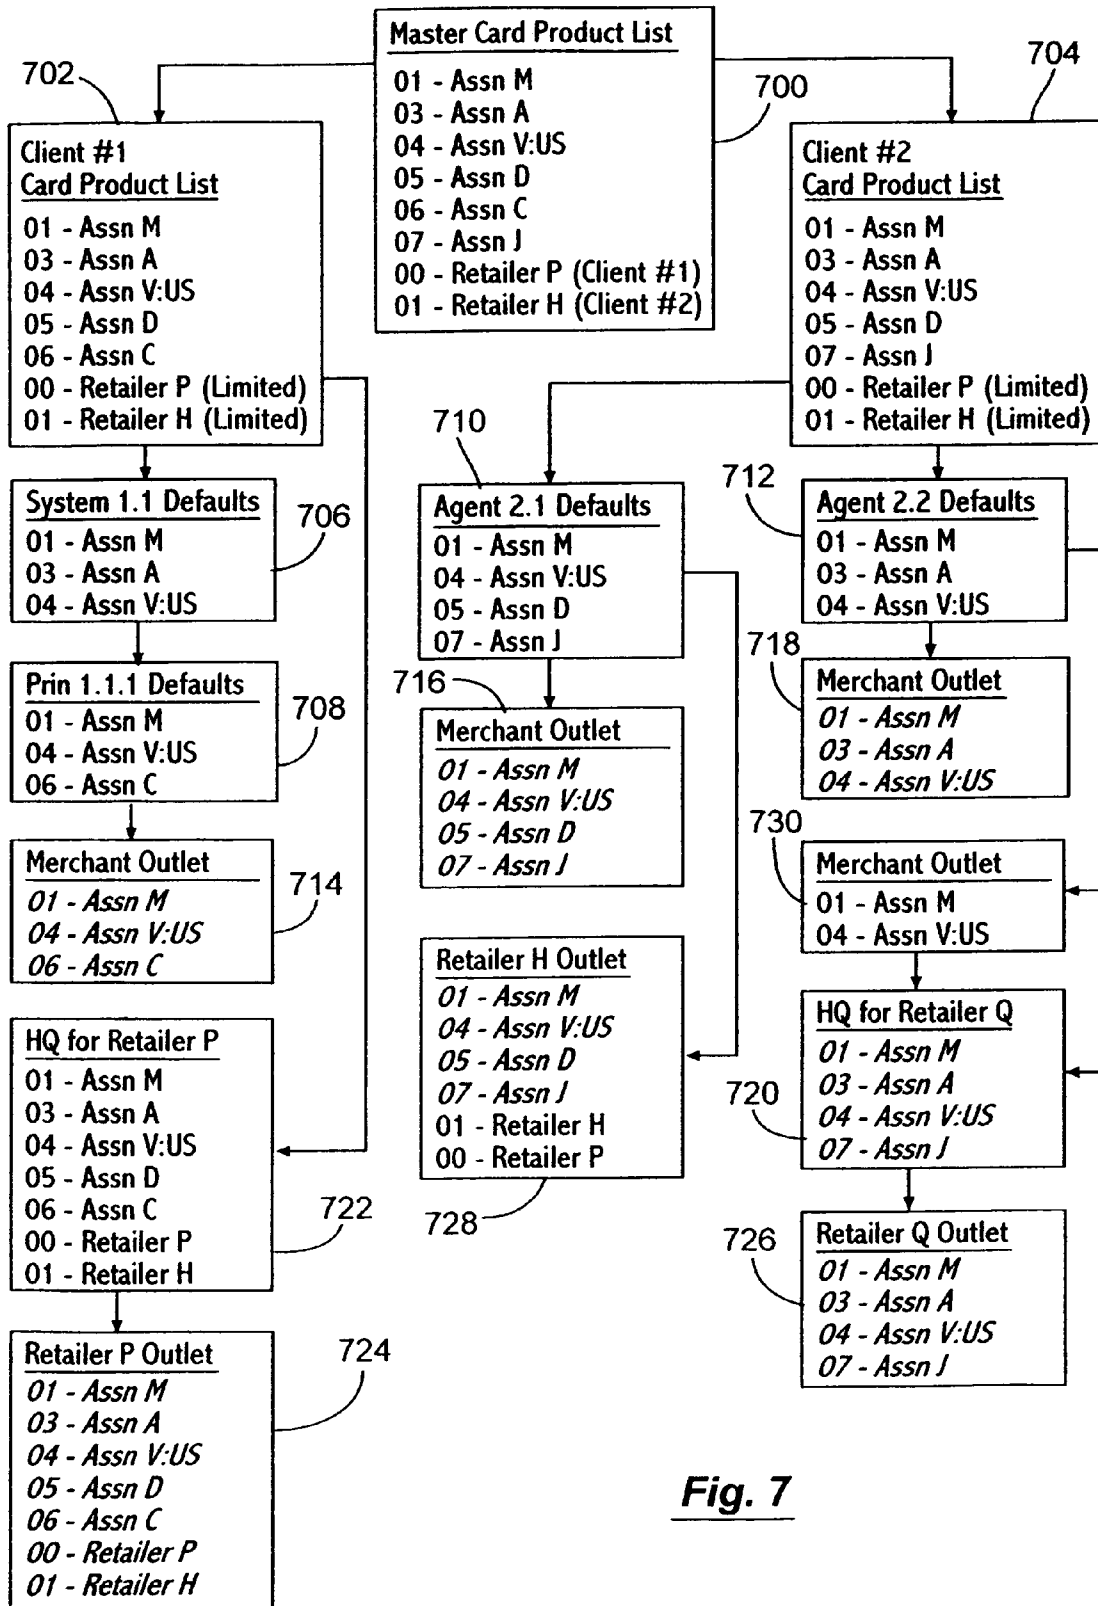 Master Card Product List
01 - Assn M
03 - Assn A
04 - Assn V:US
05 - Assn D
06 - Assn C
07 - Assn J
00 - Retailer P (Client #1)
01 - Retailer H (Client #2)
700
702
Client #1
Card Product List
01 - Assn M
03 - Assn A
04 - Assn V:US
05 - Assn D
06 - Assn C
00 - Retailer P (Limited)
01 - Retailer H (Limited)
704
Client #2
Card Product List
01 - Assn M
03 - Assn A
04 - Assn V:US
05 - Assn D
07 - Assn J
00 - Retailer P (Limited)
01 - Retailer H (Limited)
System 1.1 Defaults
01 - Assn M
03 - Assn A
04 - Assn V:US
706
Prin 1.1.1 Defaults
01 - Assn M
04 - Assn V:US
06 - Assn C
708
Merchant Outlet
01 - Assn M
04 - Assn V:US
06 - Assn C
714
HQ for Retailer P
01 - Assn M
03 - Assn A
04 - Assn V:US
05 - Assn D
06 - Assn C
00 - Retailer P
01 - Retailer H
722
Retailer P Outlet
01 - Assn M
03 - Assn A
04 - Assn V:US
05 - Assn D
06 - Assn C
00 - Retailer P
01 - Retailer H
724
710
Agent 2.1 Defaults
01 - Assn M
04 - Assn V:US
05 - Assn D
07 - Assn J
716
Merchant Outlet
01 - Assn M
04 - Assn V:US
05 - Assn D
07 - Assn J
Retailer H Outlet
01 - Assn M
04 - Assn V:US
05 - Assn D
07 - Assn J
01 - Retailer H
00 - Retailer P
728
712
Agent 2.2 Defaults
01 - Assn M
03 - Assn A
04 - Assn V:US
718
Merchant Outlet
01 - Assn M
03 - Assn A
04 - Assn V:US
730
Merchant Outlet
01 - Assn M
04 - Assn V:US
HQ for Retailer Q
01 - Assn M
03 - Assn A
04 - Assn V:US
07 - Assn J
720
726
Retailer Q Outlet
01 - Assn M
03 - Assn A
04 - Assn V:US
07 - Assn J
Fig. 7